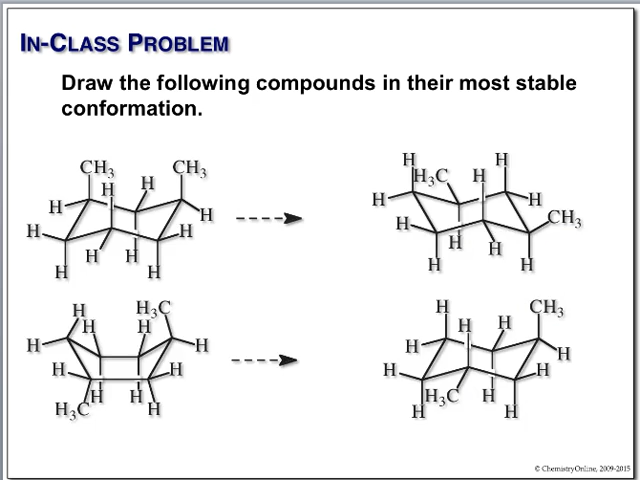 IN-CLASS PROBLEM
Draw the following compounds in their most stable
conformation.
CH3 CH3
H H
H H
H H
H H
H H
H H H3C H
H H
H CH3
H H
H H
H H3C
H H
H H
H H
H H
H3C H
H CH3
H H
H H
H H
H3C H
H H
© ChemistryOnline, 2009-2015